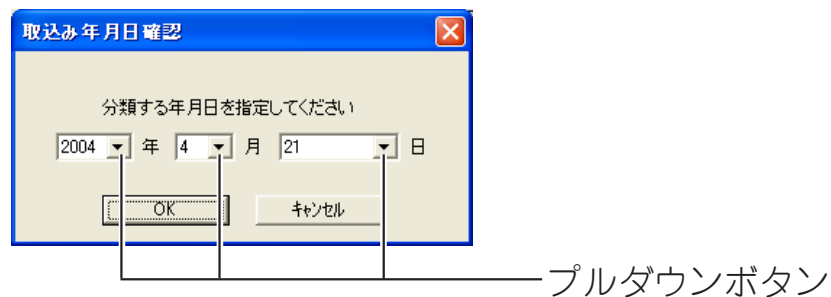 取込み年月日確認
分類する年月日を指定してください
2004 年 4 月 21 日
OK キャンセル
プルダウンボタン